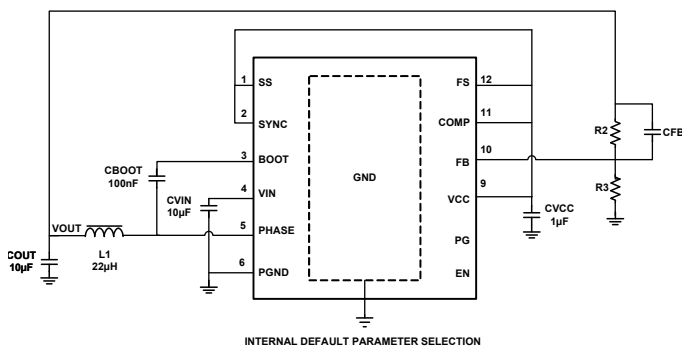 1 SS
2 SYNC
3 BOOT
4 VIN
5 PHASE
6 PGND
GND
FS 12
COMP 11
FB 10
VCC 9
PG
EN
CBOOT
100nF
CVIN
10µF
VOUT
L1
22µH
COUT
10µF
R2
CFB
R3
CVCC
1µF
INTERNAL DEFAULT PARAMETER SELECTION